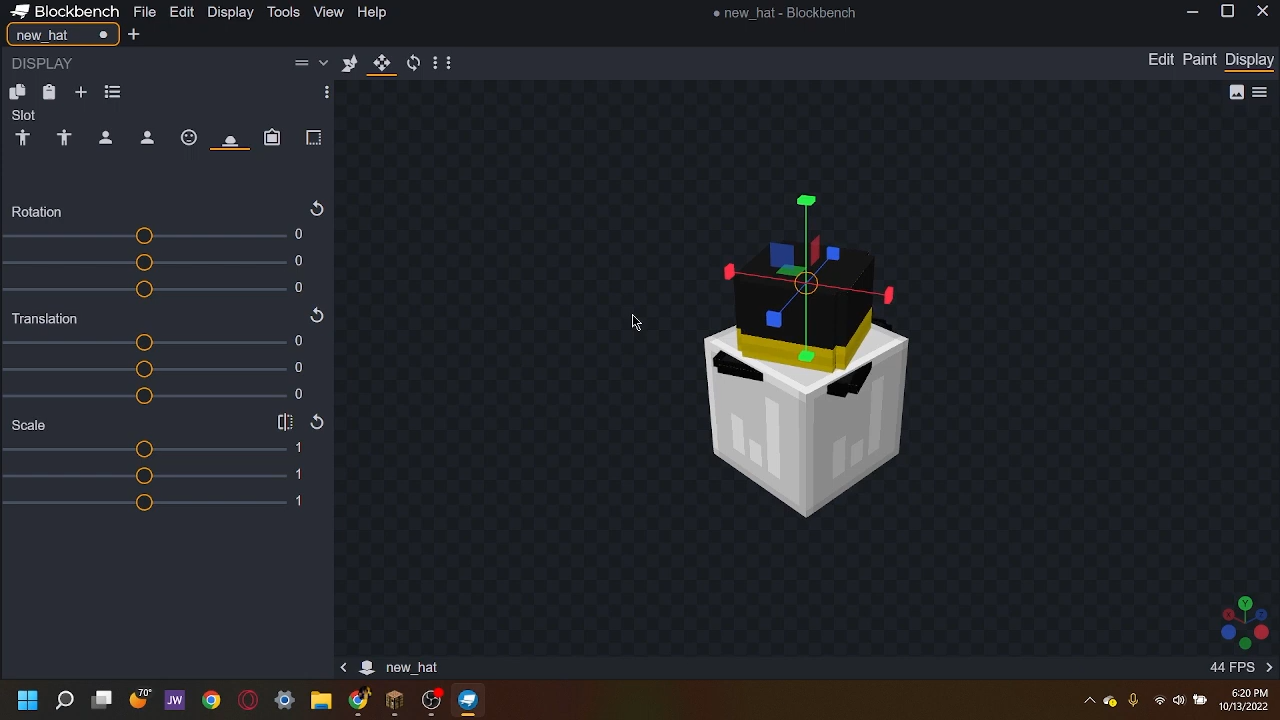 Blockbench File Edit Display Tools View Help
new_hat - Blockbench
new_hat
DISPLAY
Edit Paint Display
Slot
Rotation
0
0
0
Translation
0
0
0
Scale
1
1
1
Y
new_hat
44 FPS
70°
JW
6:20 PM
10/13/2022